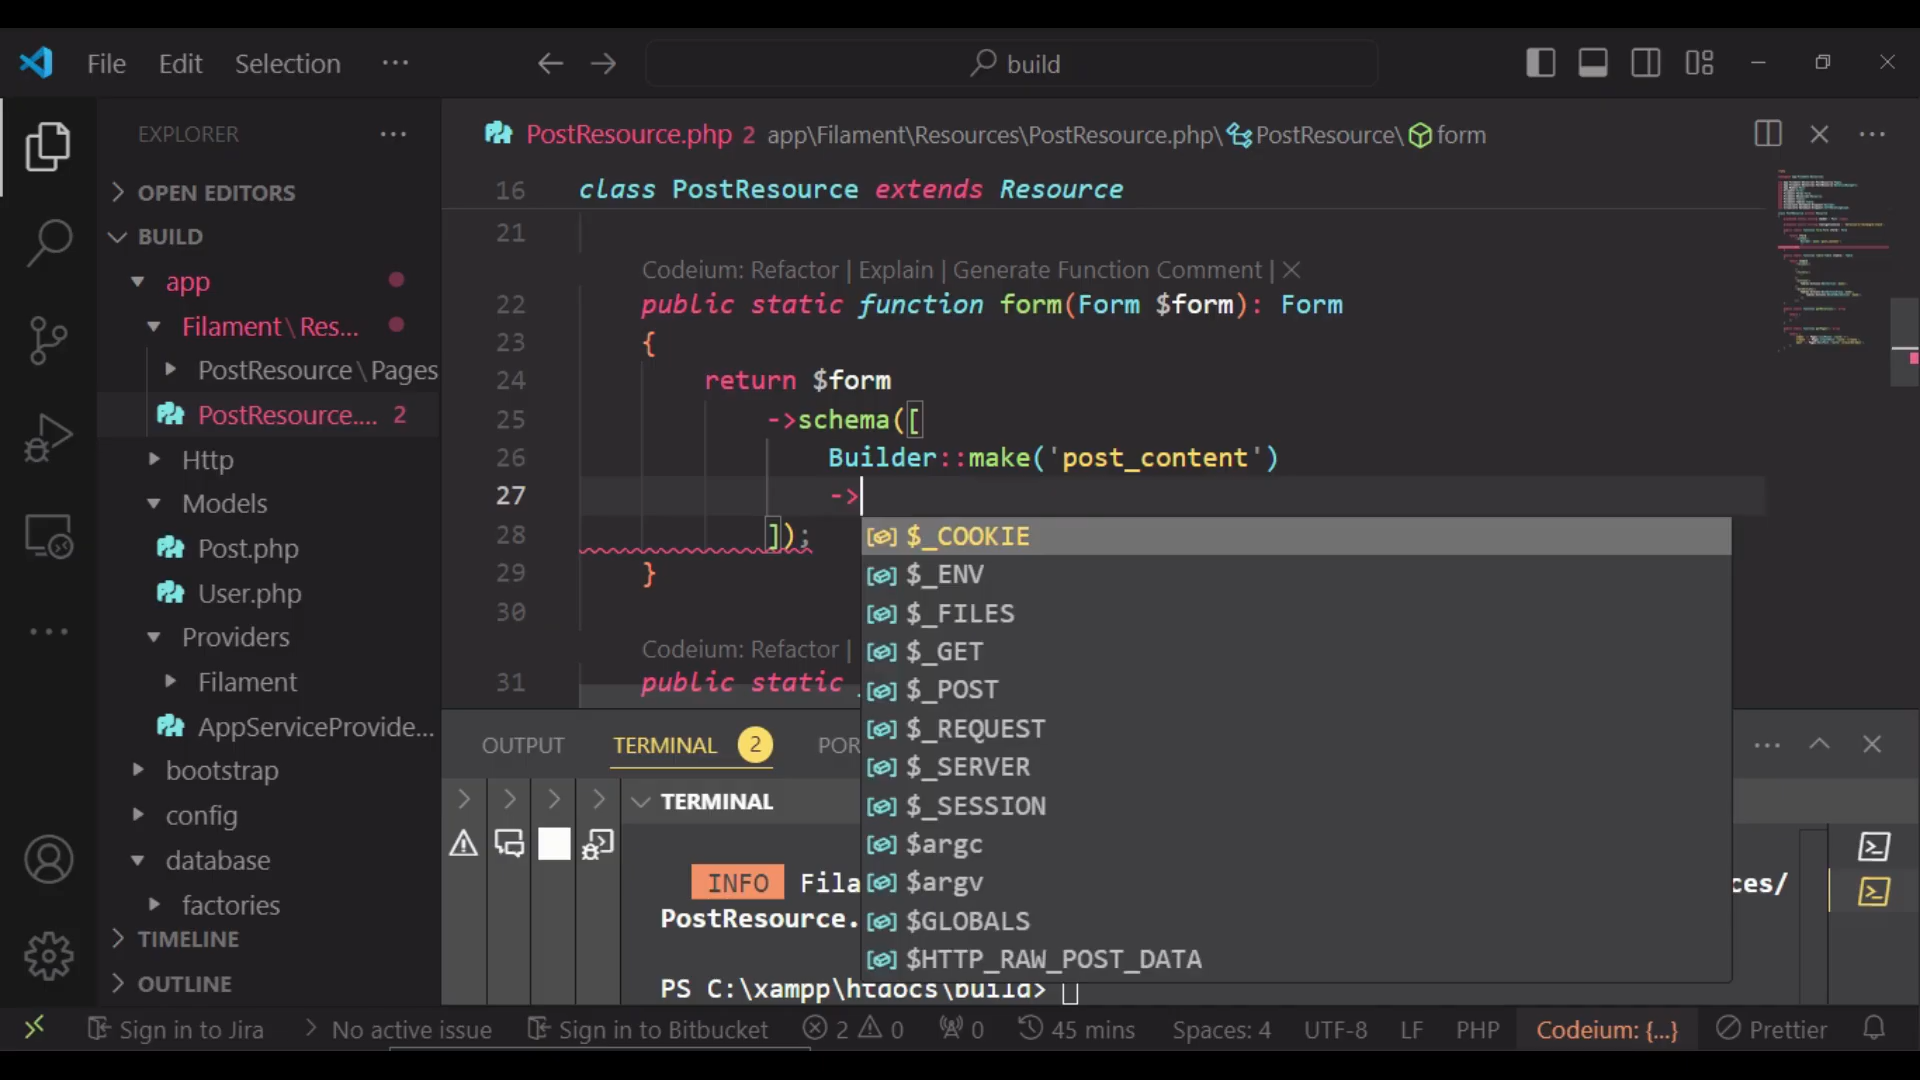 File Edit Selection ··· build
EXPLORER ···
OPEN EDITORS
BUILD
app
Filament\Res...
PostResource\Pages
PostResource.... 2
Http
Models
Post.php
User.php
Providers
Filament
AppServiceProvide...
bootstrap
config
database
factories
TIMELINE
OUTLINE
PostResource.php 2 app\Filament\Resources\PostResource.php\PostResource\form
16 class PostResource extends Resource
21
Codeium: Refactor | Explain | Generate Function Comment | ×
22 public static function form(Form $form): Form
23 {
24 return $form
25 ->schema([
26 Builder::make('post_content')
27 ->
28 ]);
29 }
30
Codeium: Refactor |
31 public static
$_COOKIE
$_ENV
$_FILES
$_GET
$_POST
$_REQUEST
$_SERVER
$_SESSION
$argc
$argv
$GLOBALS
$HTTP_RAW_POST_DATA
OUTPUT TERMINAL 2 POR
TERMINAL
INFO Fila ces/
PostResource.
PS C:\xampp\htdocs\build>
Sign in to Jira No active issue Sign in to Bitbucket 2 0 0 45 mins Spaces: 4 UTF-8 LF PHP Codeium: {...} Prettier